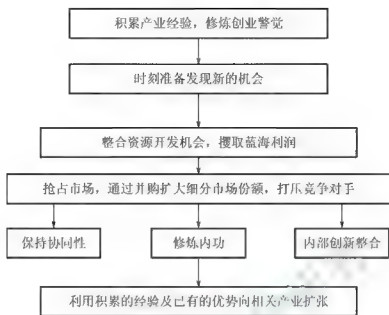 积累产业经验，修炼创业警觉
时刻准备发现新的机会
整合资源开发机会，攫取蓝海利润
抢占市场，通过并购扩大细分市场份额，打压竞争对手
保持协同性
修炼内功
内部创新整合
利用积累的经验及已有的优势向相关产业扩张